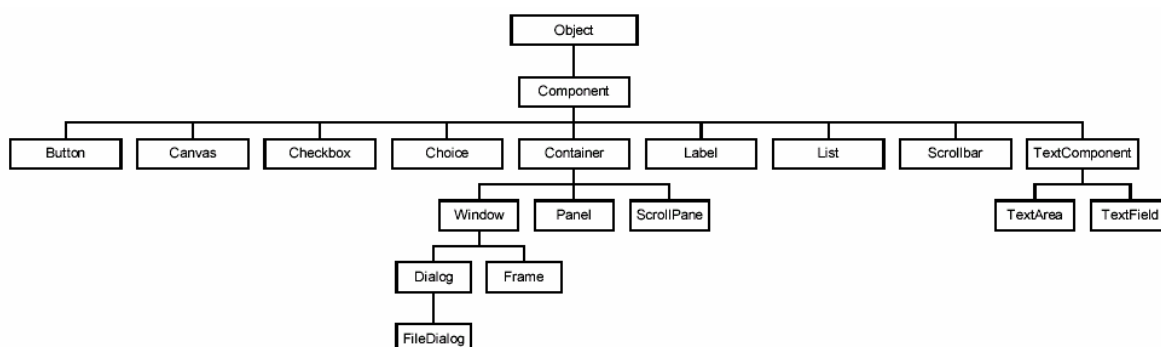 Object
Component
Button
Canvas
Checkbox
Choice
Container
Label
List
Scrollbar
TextComponent
Window
Panel
ScrollPane
TextArea
TextField
Dialog
Frame
FileDialog